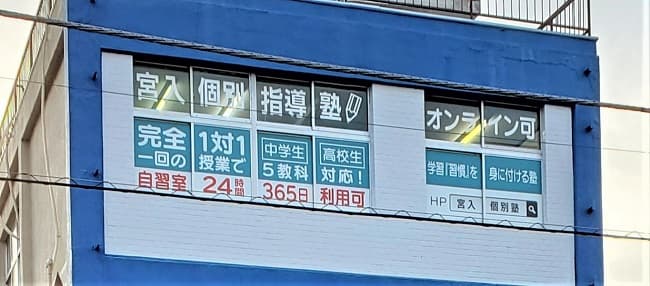 宮入個別指導塾
完全一回の 1対1授業で 中学生5教科 高校生対応!
自習室 24時間 365日 利用可
オンライン可
学習「習慣」を身に付ける塾
HP 宮入 個別塾